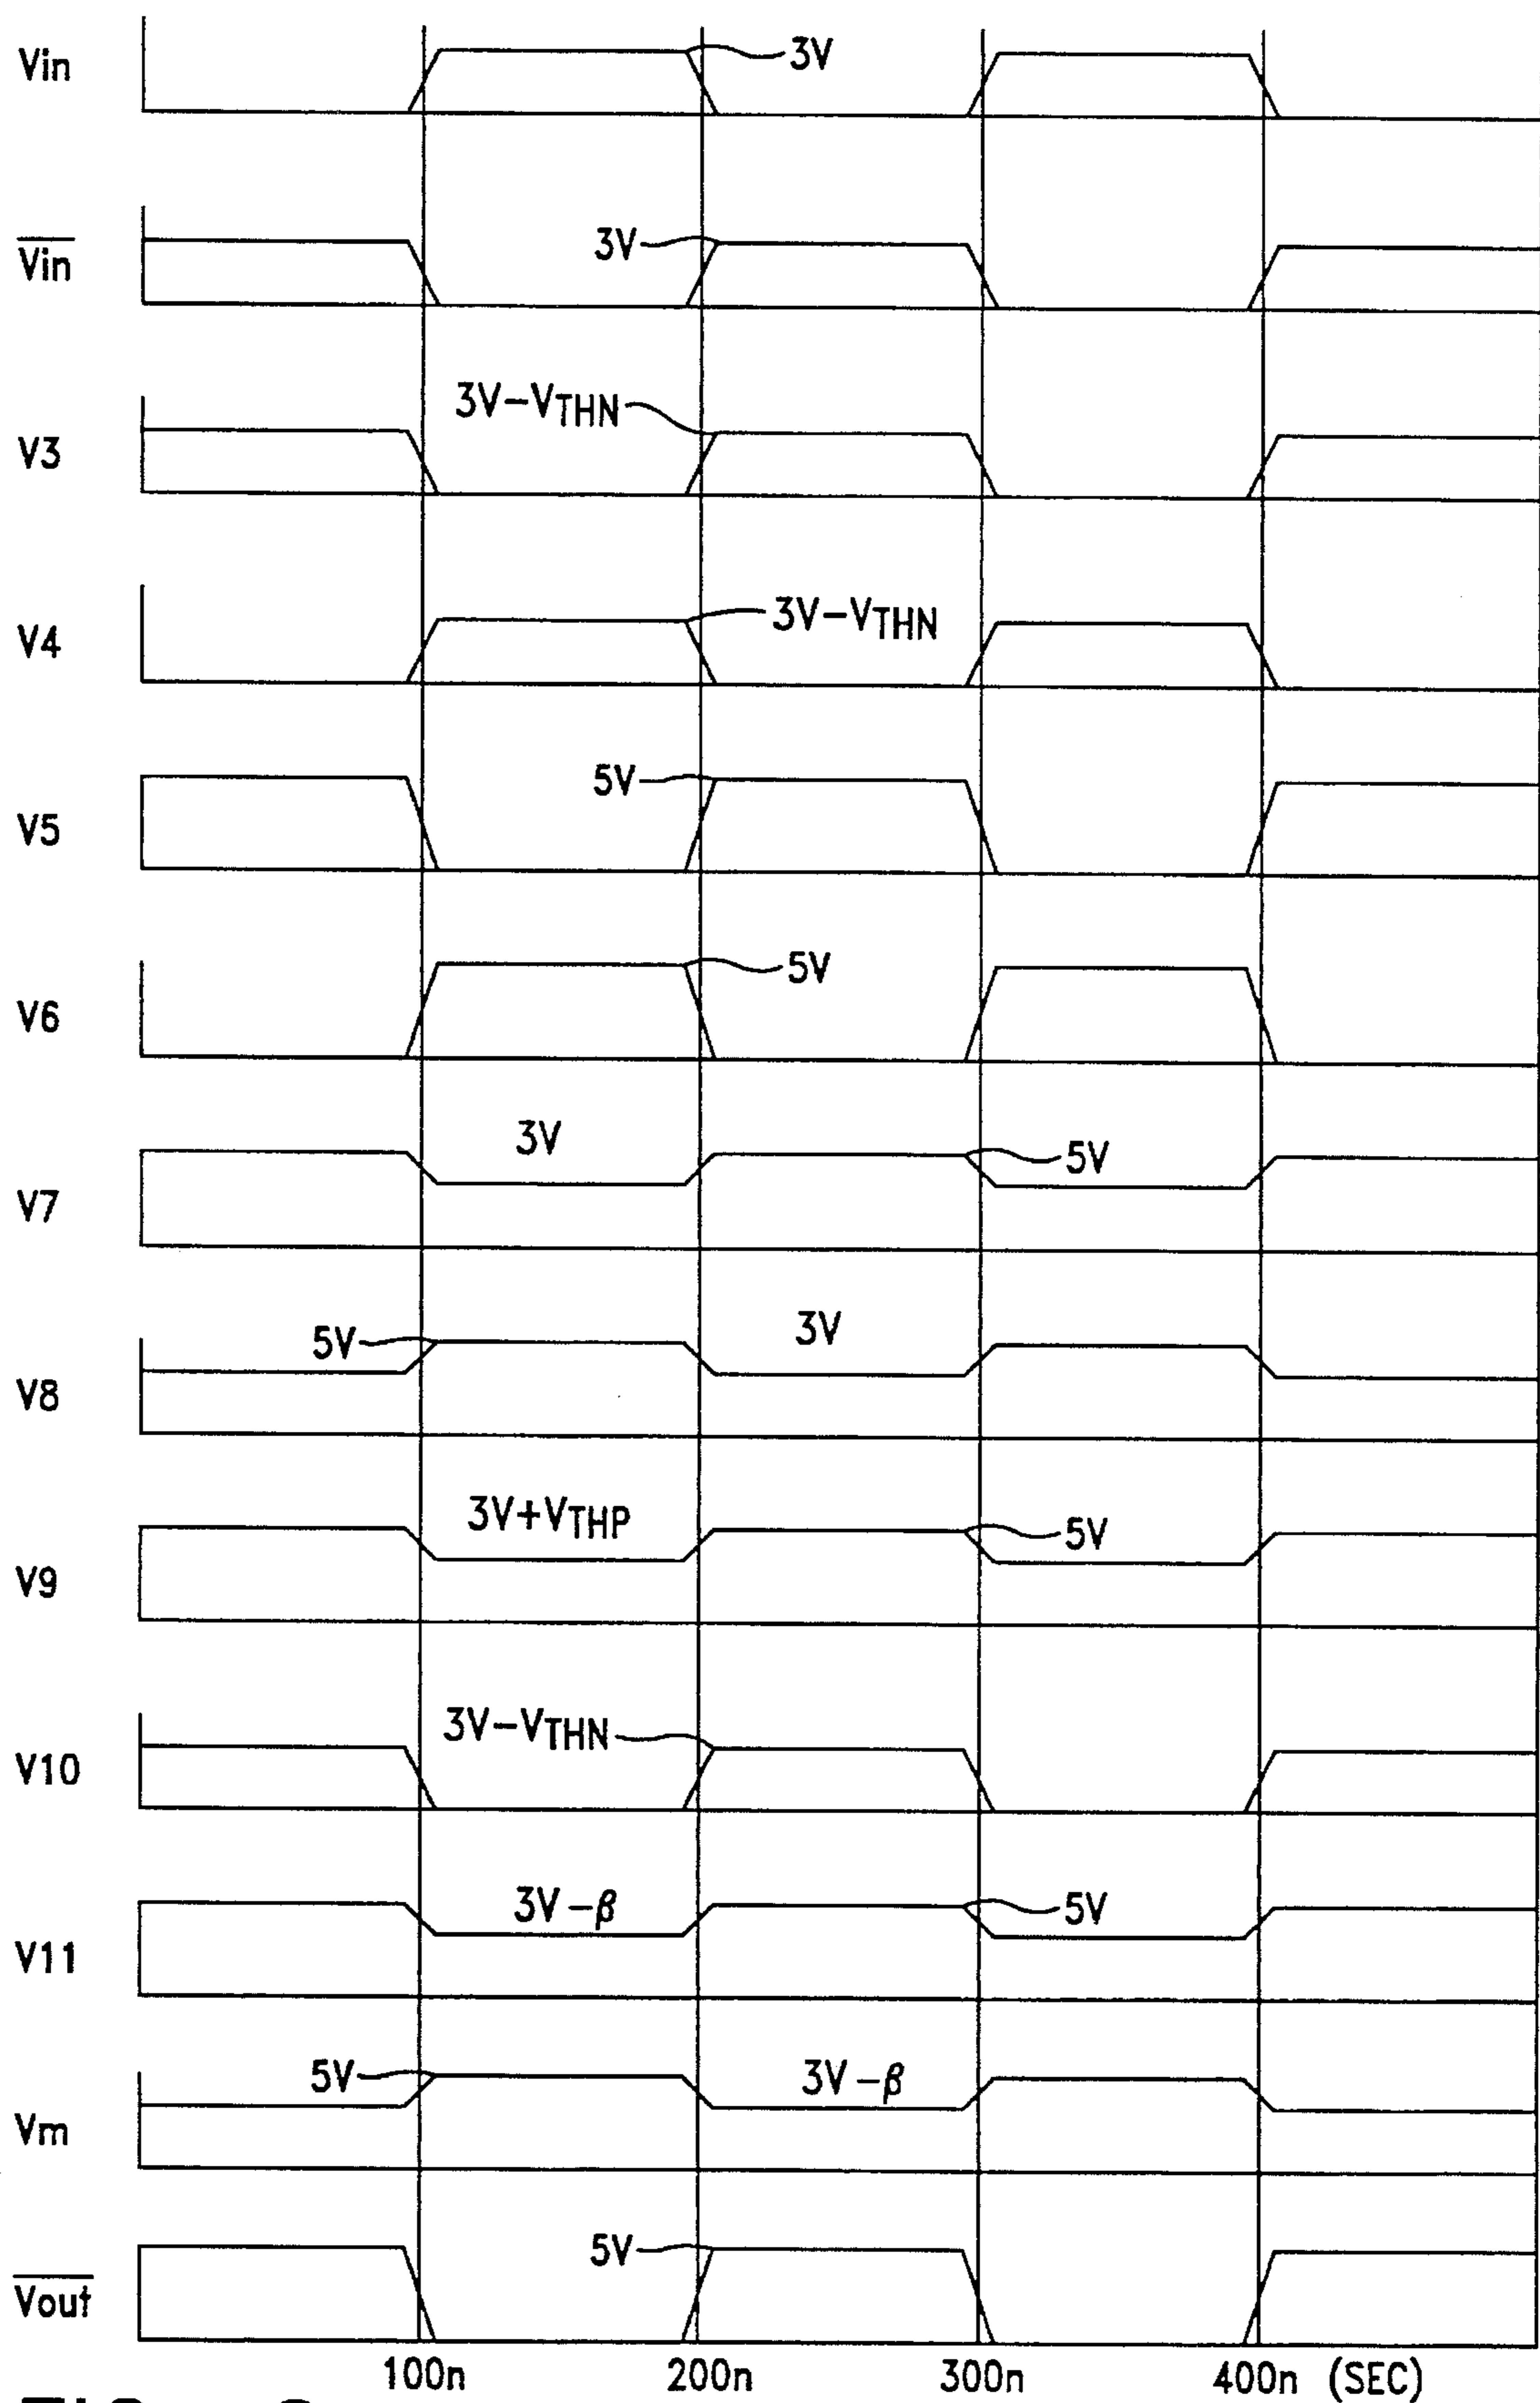 Vin 3V
V̅i̅n̅ 3V
V3 3V-VTHN
V4 3V-VTHN
V5 5V
V6 5V
V7 3V 5V
V8 5V 3V
V9 3V+VTHP 5V
V10 3V-VTHN
V11 3V-β 5V
Vm 5V 3V-β
V̅o̅u̅t̅ 5V
100n 200n 300n 400n (SEC)